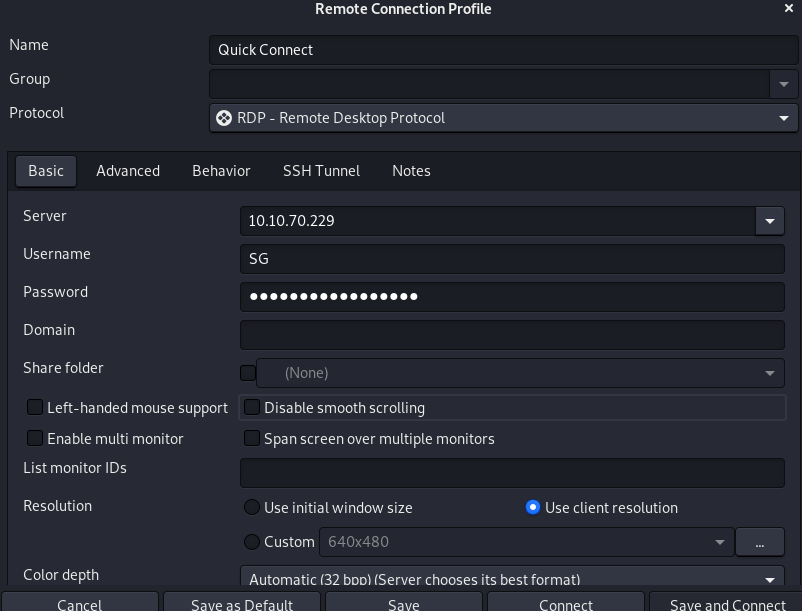 Remote Connection Profile ×
Name Quick Connect
Group
Protocol RDP - Remote Desktop Protocol
Basic Advanced Behavior SSH Tunnel Notes
Server 10.10.70.229
Username SG
Password •••••••••••••••••
Domain
Share folder (None)
Left-handed mouse support Disable smooth scrolling
Enable multi monitor Span screen over multiple monitors
List monitor IDs
Resolution Use initial window size Use client resolution
Custom 640x480 ...
Color depth Automatic (32 bpp) (Server chooses its best format)
Cancel Save as Default Save Connect Save and Connect